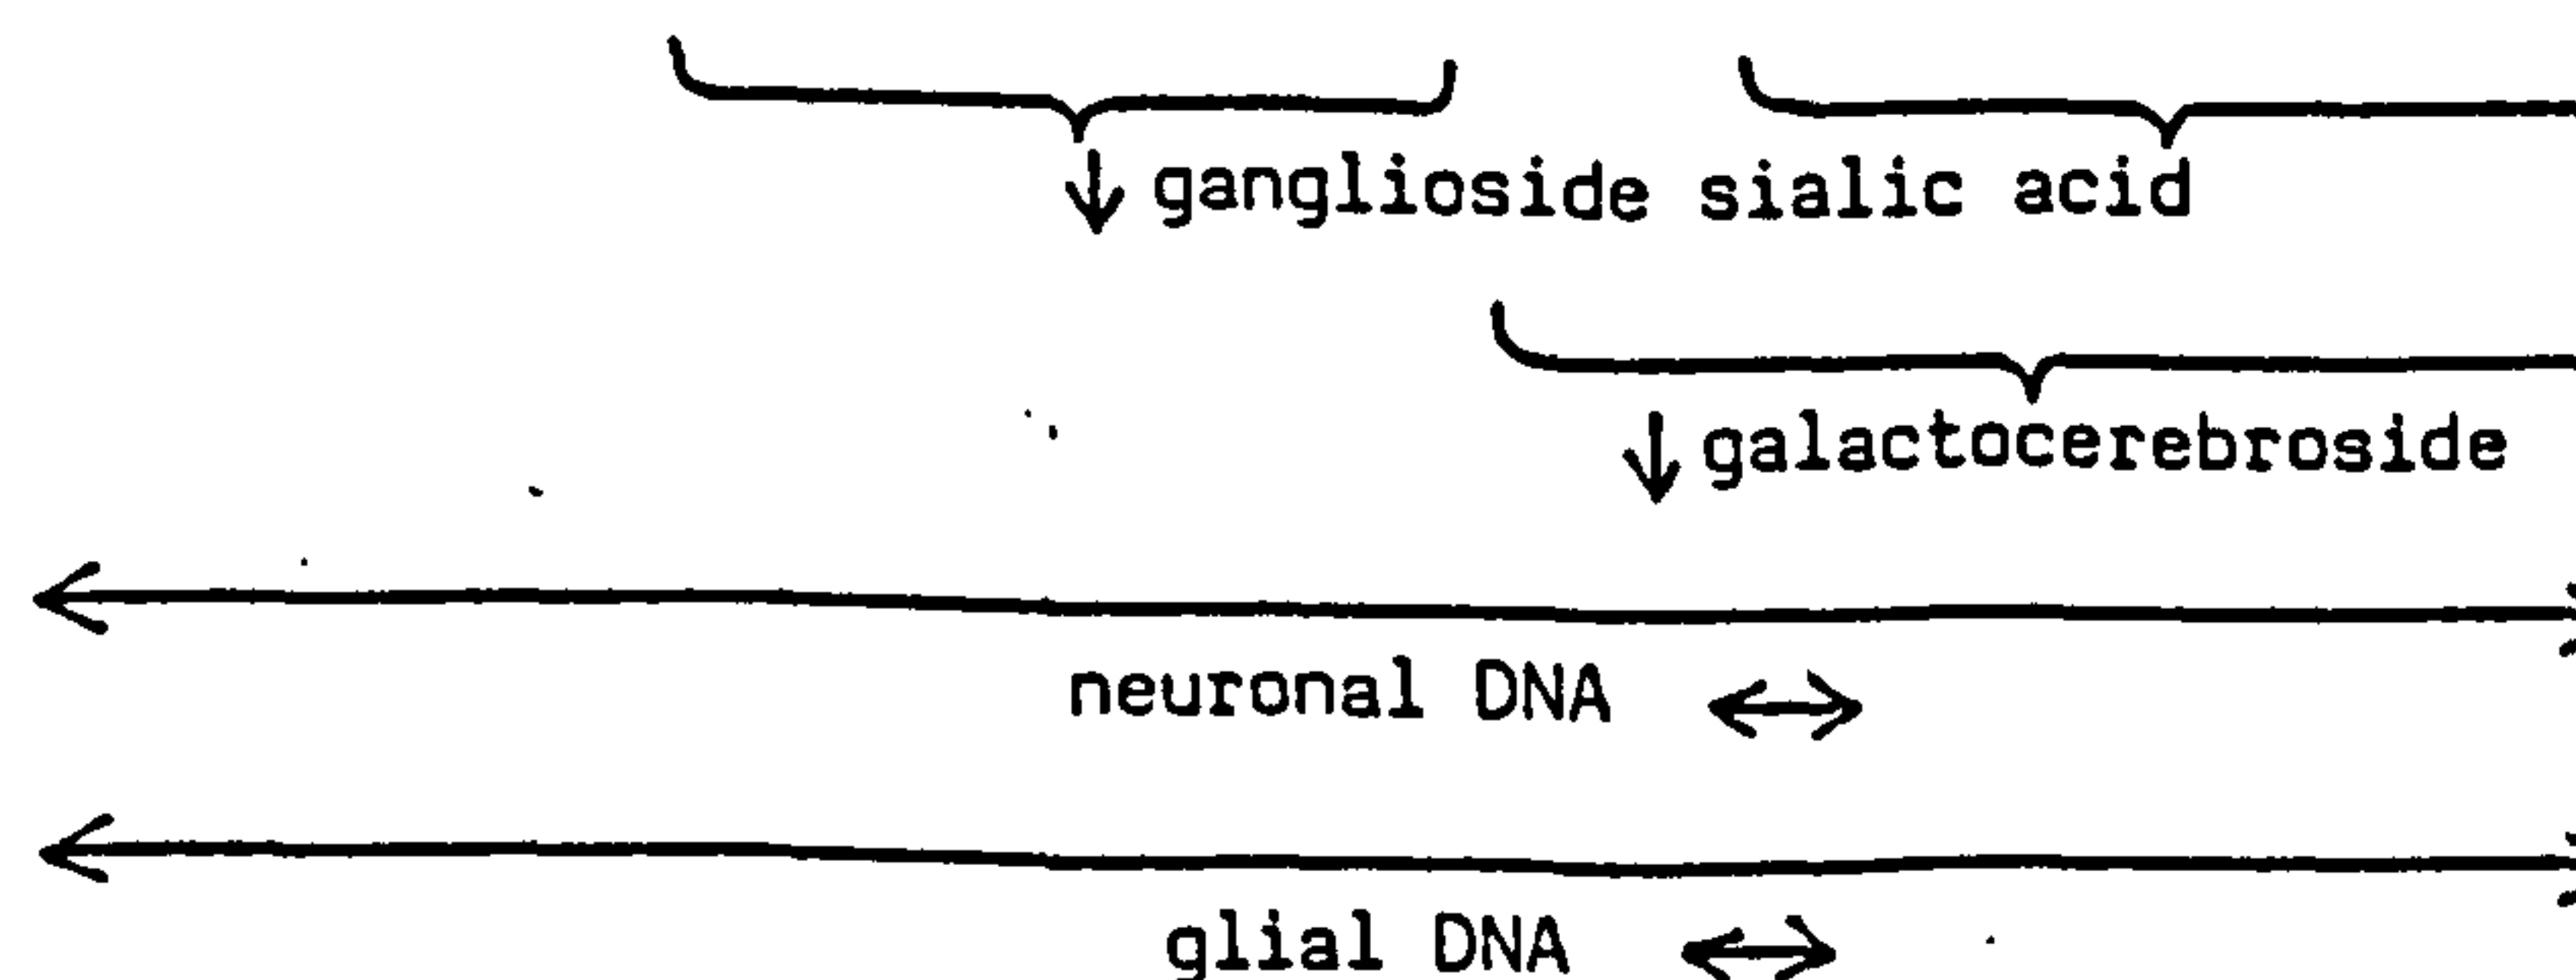 ↓ ganglioside sialic acid
↓ galactocerebroside
neuronal DNA ↔
glial DNA ↔